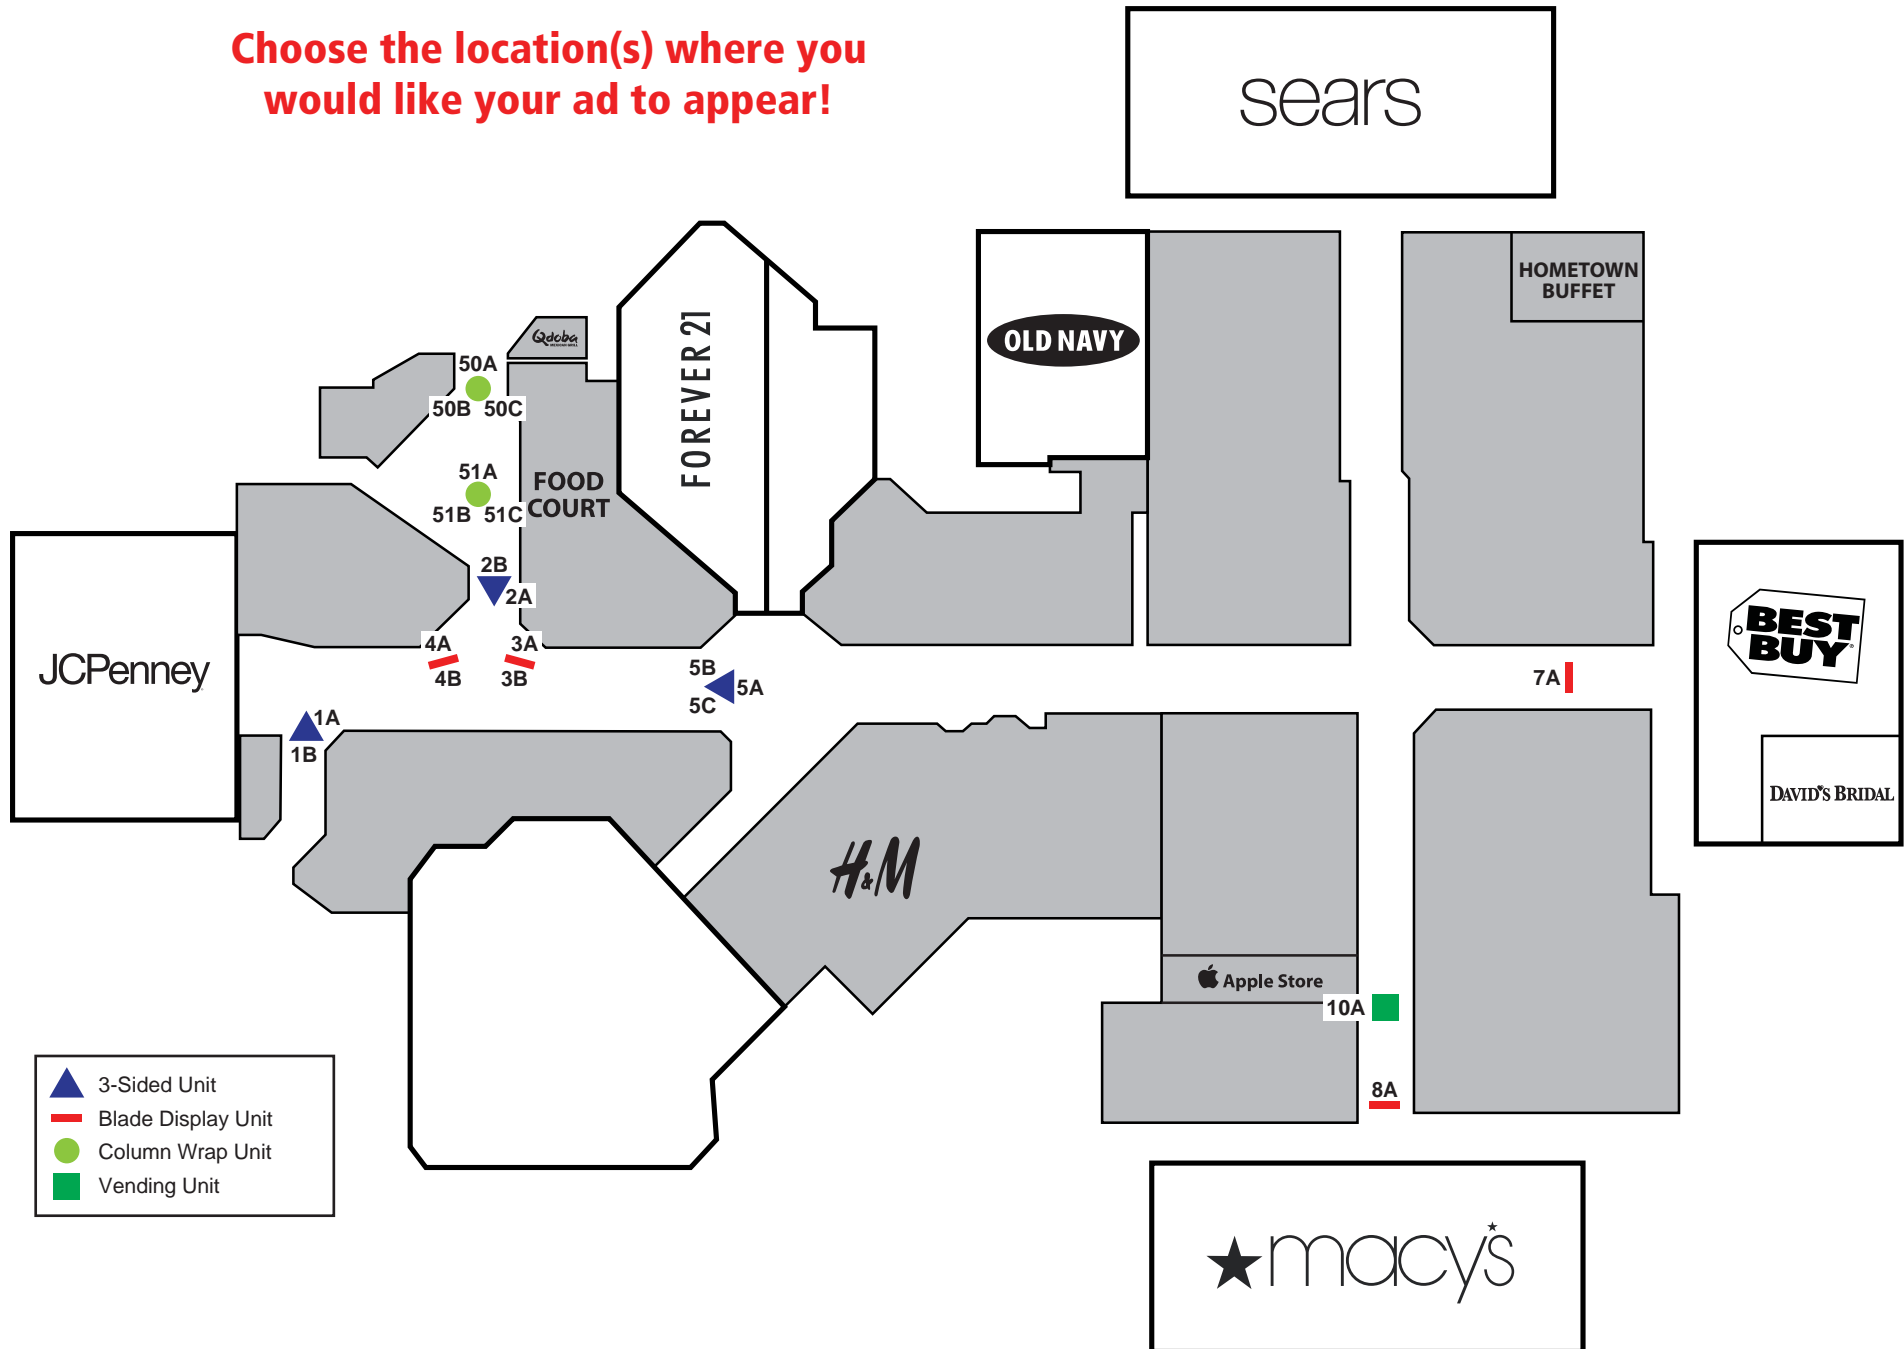 Choose the location(s) where you
would like your ad to appear!
sears
HOMETOWN
BUFFET
Qdoba
MEXICAN GRILL
FOREVER 21
OLD NAVY
50A
50B 50C
51A
51B 51C
FOOD
COURT
2B
2A
4A
4B
3A
3B
JCPenney
1A
1B
5B
5A
5C
7A
BEST
BUY
DAVID'S BRIDAL
H&M
Apple Store
10A
8A
3-Sided Unit
Blade Display Unit
Column Wrap Unit
Vending Unit
macy's